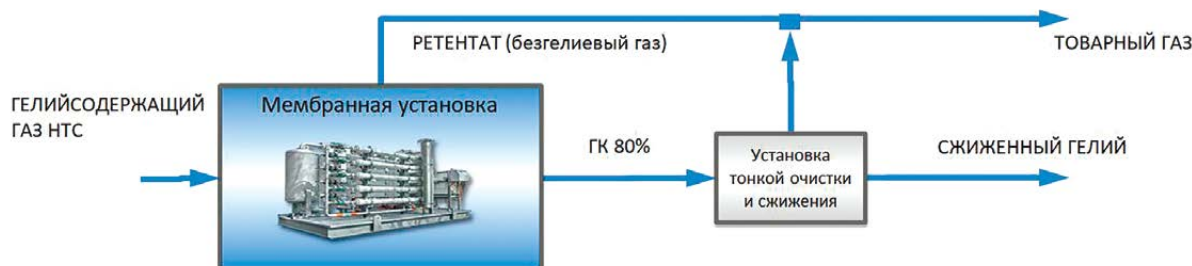 РЕТЕНТАТ (безгелиевый газ)
ТОВАРНЫЙ ГАЗ
ГЕЛИЙСОДЕРЖАЩИЙ
ГАЗ НТС
Мембранная установка
ГК 80%
Установка
тонкой очистки
и сжижения
СЖИЖЕННЫЙ ГЕЛИЙ